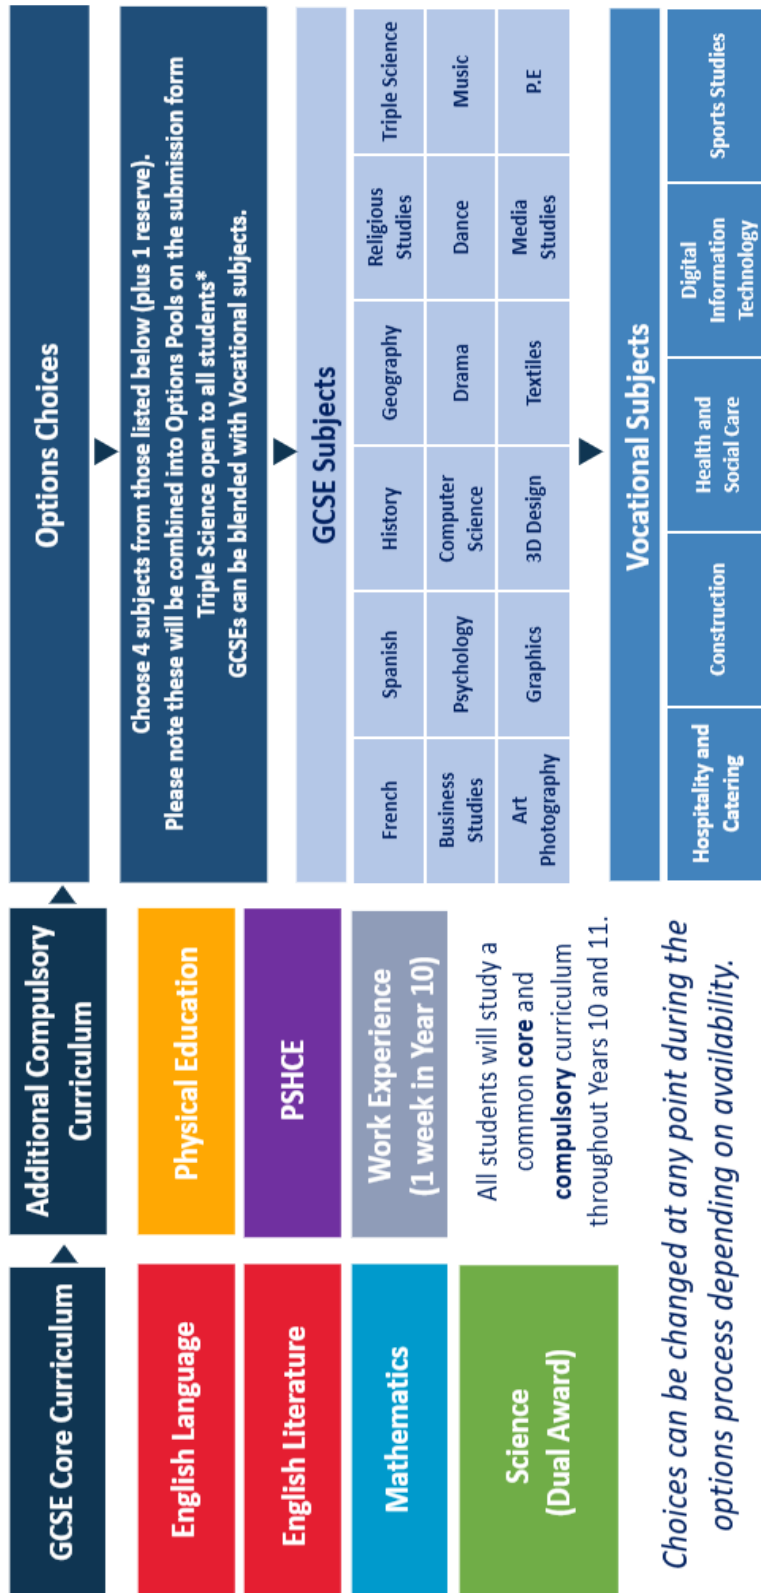 GCSE Core Curriculum
English Language
English Literature
Mathematics
Science
(Dual Award)
Additional Compulsory
Curriculum
Physical Education
PSHCE
Work Experience
(1 week in Year 10)
All students will study a
common core and
compulsory curriculum
throughout Years 10 and 11.
Choices can be changed at any point during the
options process depending on availability.
Options Choices
Choose 4 subjects from those listed below (plus 1 reserve).
Please note these will be combined into Options Pools on the submission form
Triple Science open to all students*
GCSEs can be blended with Vocational subjects.
GCSE Subjects
French
Spanish
History
Geography
Religious
Studies
Triple Science
Business
Studies
Psychology
Computer
Science
Drama
Dance
Music
Art
Photography
Graphics
3D Design
Textiles
Media
Studies
P.E
Vocational Subjects
Hospitality and
Catering
Construction
Health and
Social Care
Digital
Information
Technology
Sports Studies